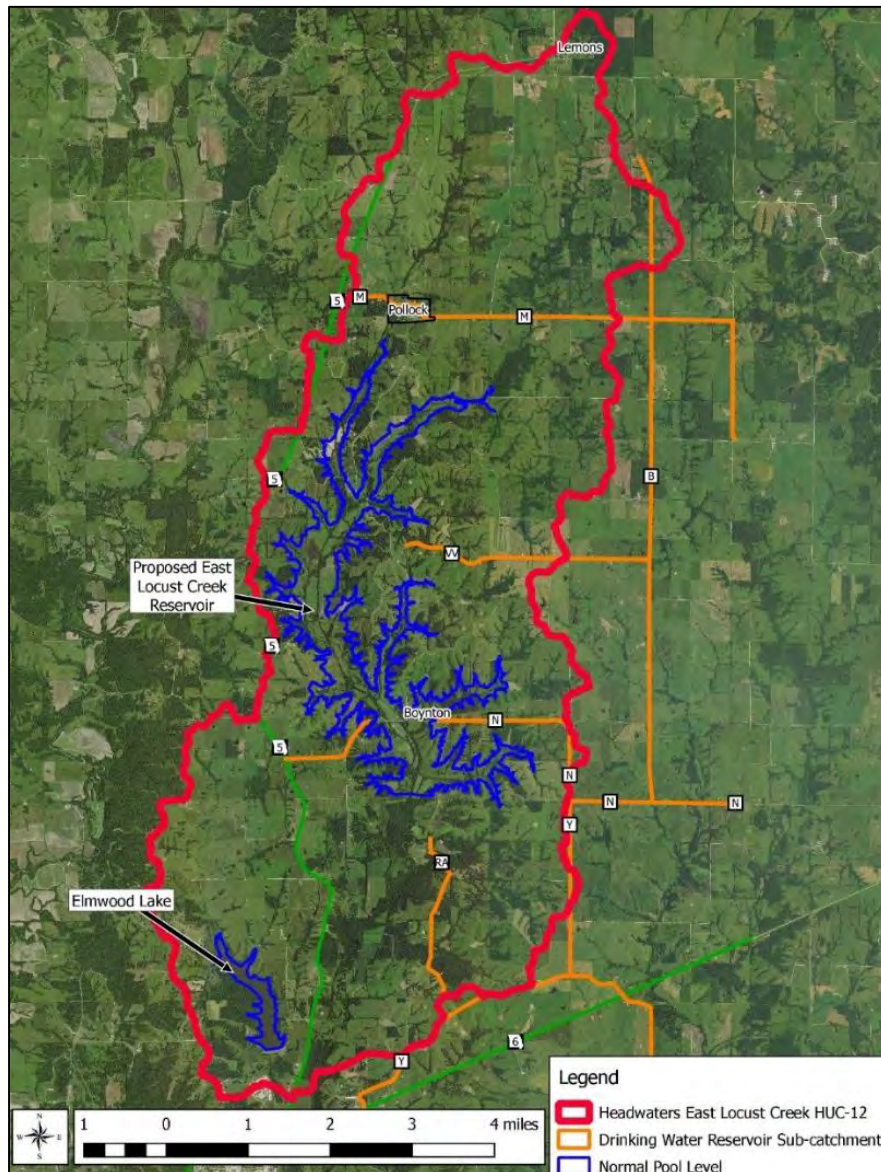 Lemons
5
M
Pollock
M
5
B
VV
Proposed East
Locust Creek
Reservoir
5
Boynton
N
5
N
N
N
Y
RA
Elmwood Lake
6
Y
Legend
Headwaters East Locust Creek HUC-12
Drinking Water Reservoir Sub-catchment
Normal Pool Level
N
W
E
S
1 0 1 2 3 4 miles